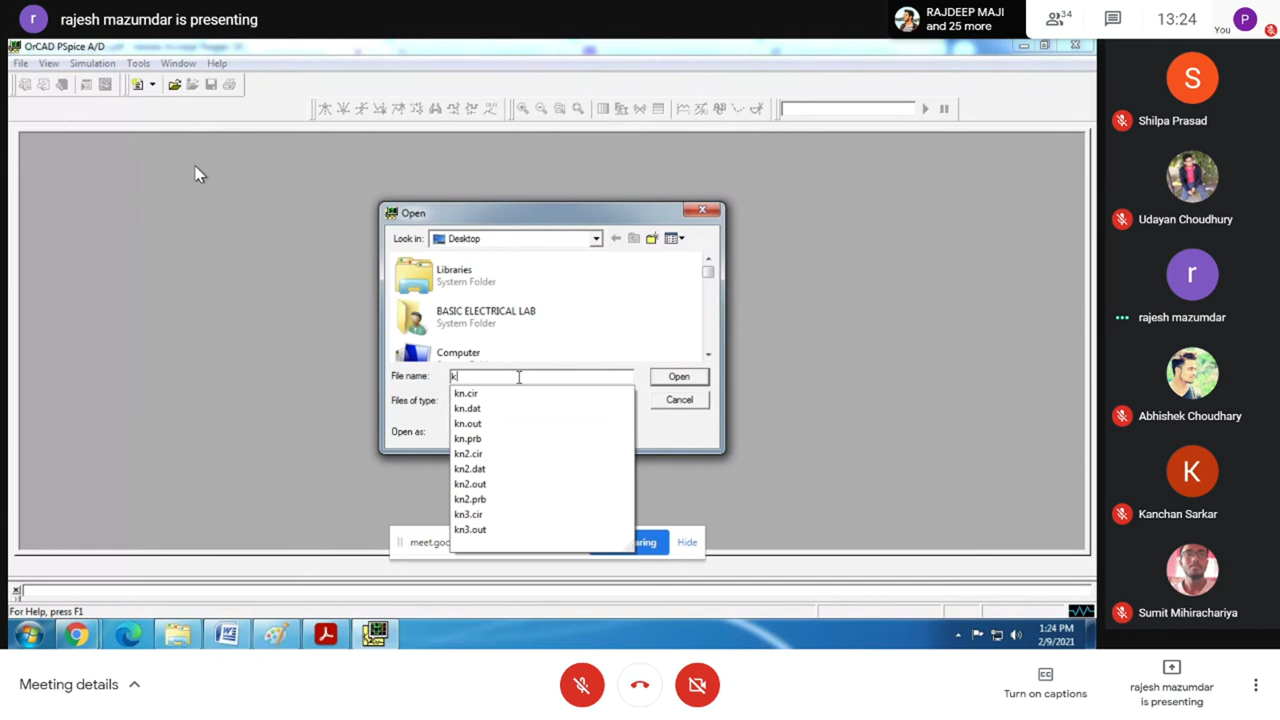 r
rajesh mazumdar is presenting
RAJDEEP MAJI
and 25 more
34
13:24
You
P
OrCAD PSpice A/D
File View Simulation Tools Window Help
Open
Look in:
Desktop
Libraries
System Folder
BASIC ELECTRICAL LAB
System Folder
Computer
File name:
k
Open
Files of type:
Cancel
Open as:
kn.cir
kn.dat
kn.out
kn.prb
kn2.cir
kn2.dat
kn2.out
kn2.prb
kn3.cir
kn3.out
meet.goo
aring
Hide
For Help, press F1
1:24 PM
2/9/2021
S
Shilpa Prasad
Udayan Choudhury
r
rajesh mazumdar
Abhishek Choudhary
K
Kanchan Sarkar
Sumit Mihirachariya
Meeting details
Turn on captions
rajesh mazumdar
is presenting